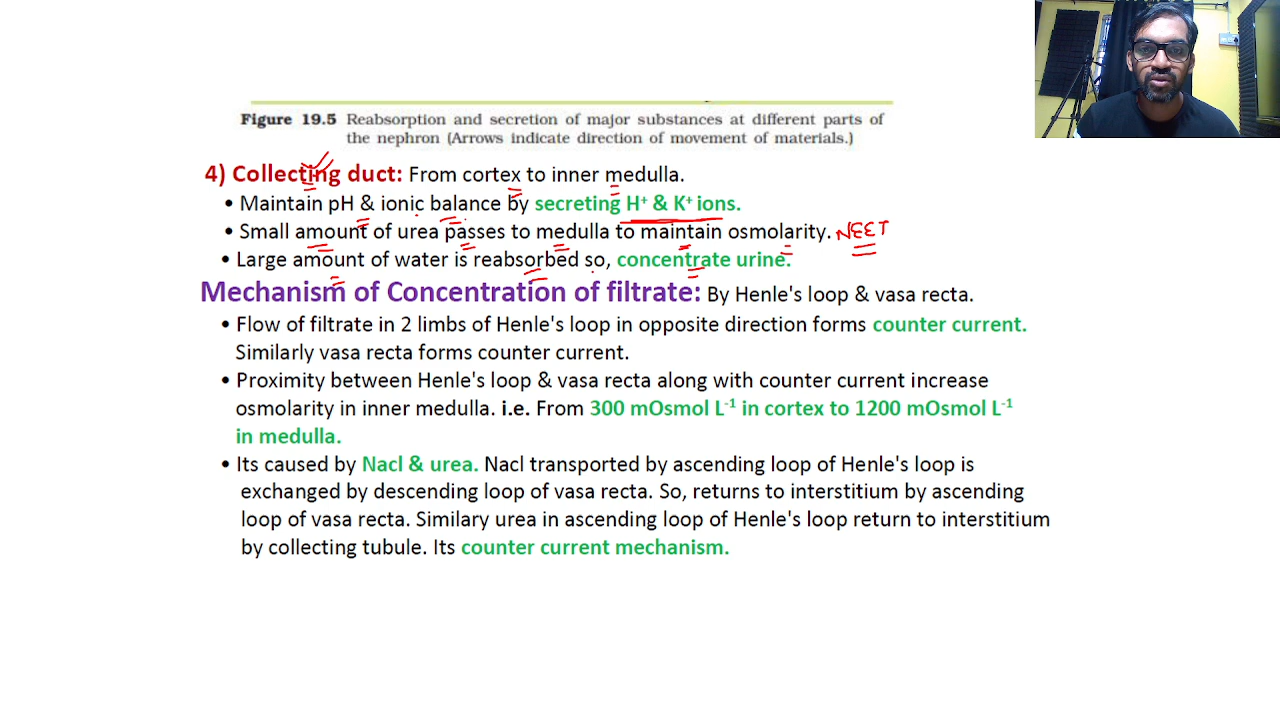 Figure 19.5 Reabsorption and secretion of major substances at different parts of
the nephron (Arrows indicate direction of movement of materials.)
4) Collecting duct: From cortex to inner medulla.
• Maintain pH & ionic balance by secreting H⁺ & K⁺ ions.
• Small amount of urea passes to medulla to maintain osmolarity. NEET
• Large amount of water is reabsorbed so, concentrate urine.
Mechanism of Concentration of filtrate: By Henle's loop & vasa recta.
• Flow of filtrate in 2 limbs of Henle's loop in opposite direction forms counter current.
Similarly vasa recta forms counter current.
• Proximity between Henle's loop & vasa recta along with counter current increase
osmolarity in inner medulla. i.e. From 300 mOsmol L⁻¹ in cortex to 1200 mOsmol L⁻¹
in medulla.
• Its caused by Nacl & urea. Nacl transported by ascending loop of Henle's loop is
exchanged by descending loop of vasa recta. So, returns to interstitium by ascending
loop of vasa recta. Similary urea in ascending loop of Henle's loop return to interstitium
by collecting tubule. Its counter current mechanism.